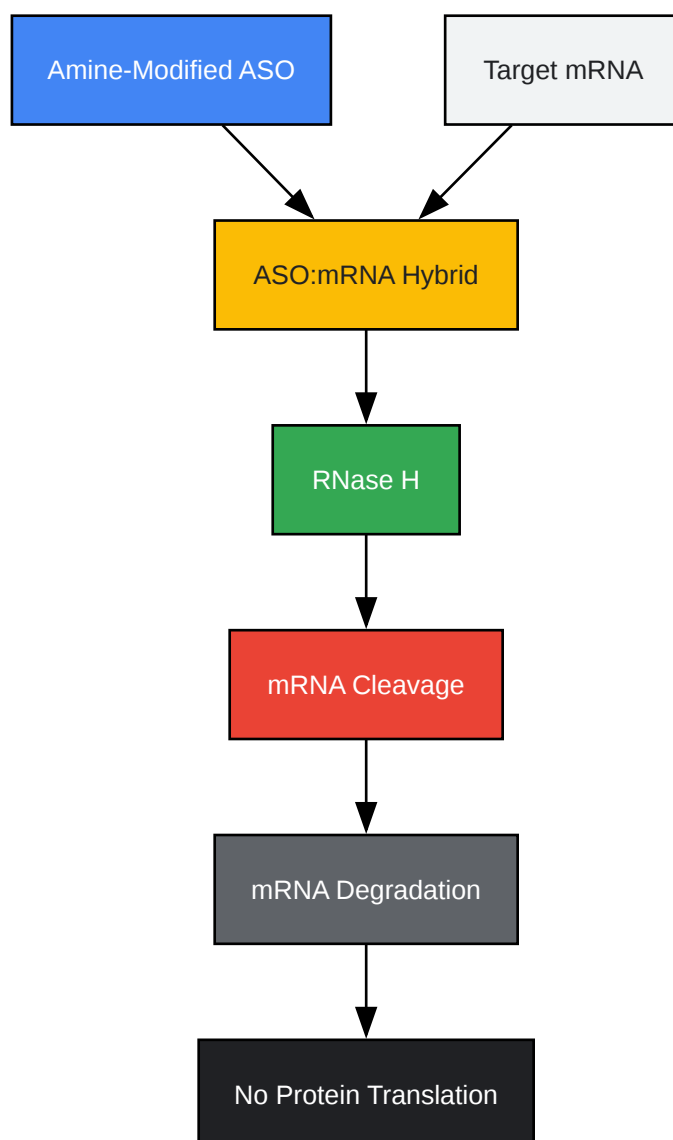 Amine-Modified ASO
Target mRNA
ASO:mRNA Hybrid
RNase H
mRNA Cleavage
mRNA Degradation
No Protein Translation